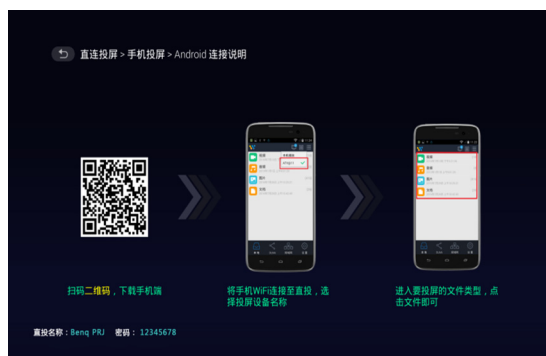 直连投屏 > 手机投屏 > Android 连接说明
扫码二维码，下载手机端
将手机WiFi连接至直投，选
择投屏设备名称
进入要投屏的文件类型，点
击文件即可
直投名称：Benq PRJ 密码：12345678